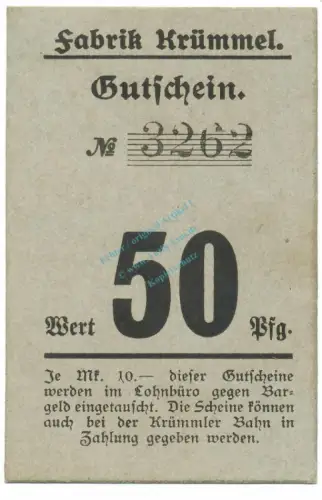 Fabrik Krümmel.
Gutschein.
№ 3262
Wert 50 Pfg.
Je Mk. 10.— dieser Gutscheine
werden im Lohnbüro gegen Bar-
geld eingetauscht. Die Scheine können
auch bei der Krümmler Bahn in
Zahlung gegeben werden.